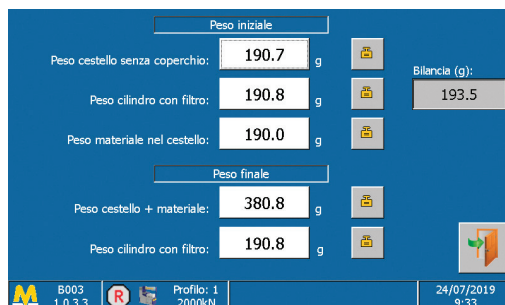 Peso iniziale
Peso cestello senza coperchio: 190.7 g
Bilancia (g):
Peso cilindro con filtro: 190.8 g
193.5
Peso materiale nel cestello: 190.0 g
Peso finale
Peso cestello + materiale: 380.8 g
Peso cilindro con filtro: 190.8 g
B003 R Profilo: 1 24/07/2019
1.0.3.3 2000kN 9:33